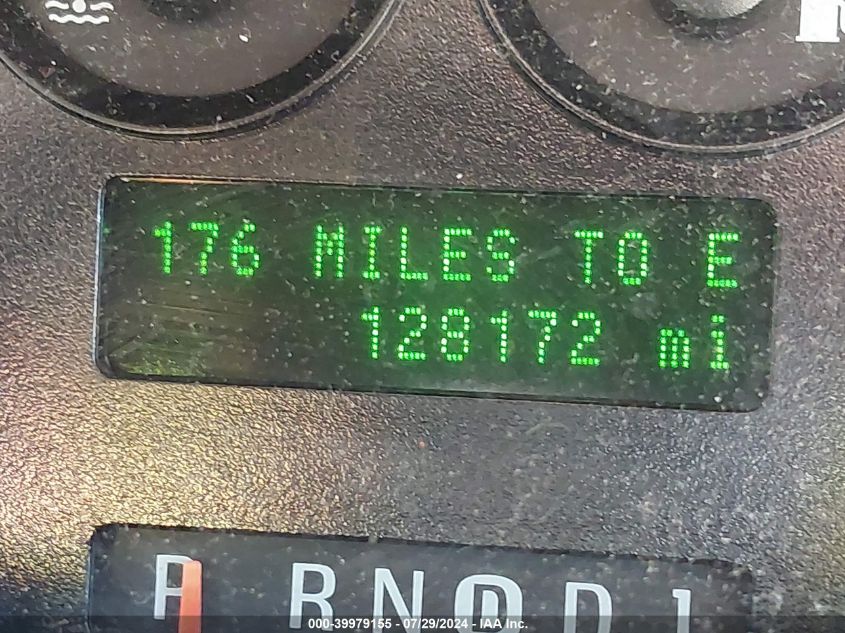 176 MILES TO E
128172 mi
P R N D D 1
000-39979155 - 07/29/2024 - IAA Inc.